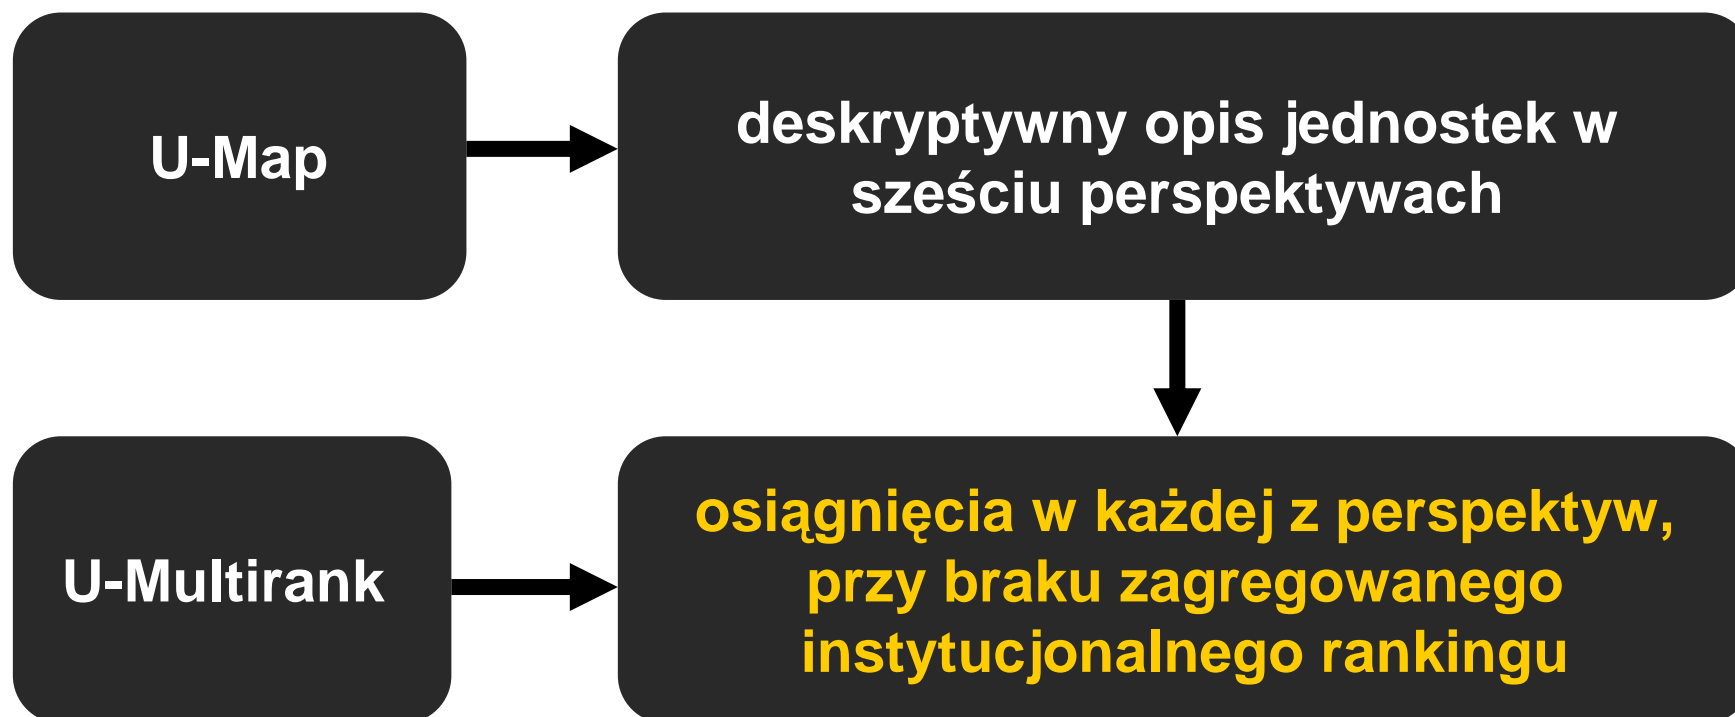 U-Map
deskryptywny opis jednostek w
sześciu perspektywach
U-Multirank
osiągnięcia w każdej z perspektyw,
przy braku zagregowanego
instytucjonalnego rankingu